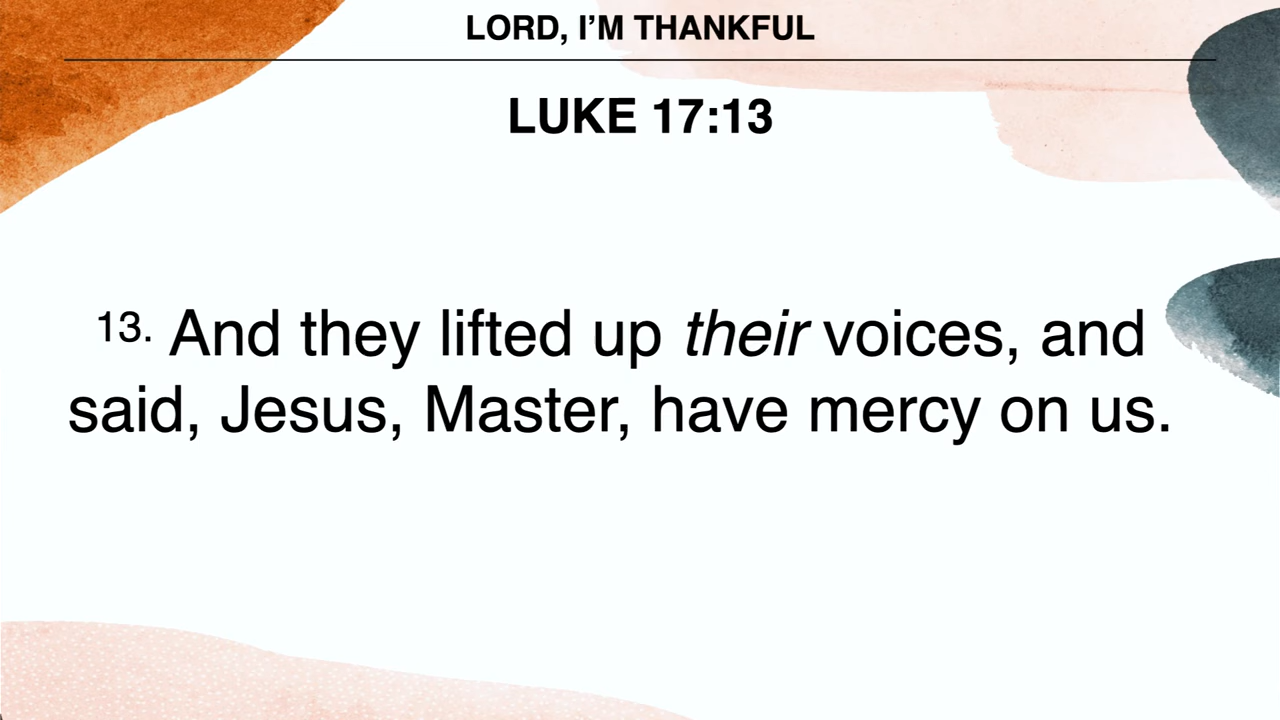 LORD, I’M THANKFUL
LUKE 17:13
13. And they lifted up their voices, and
said, Jesus, Master, have mercy on us.